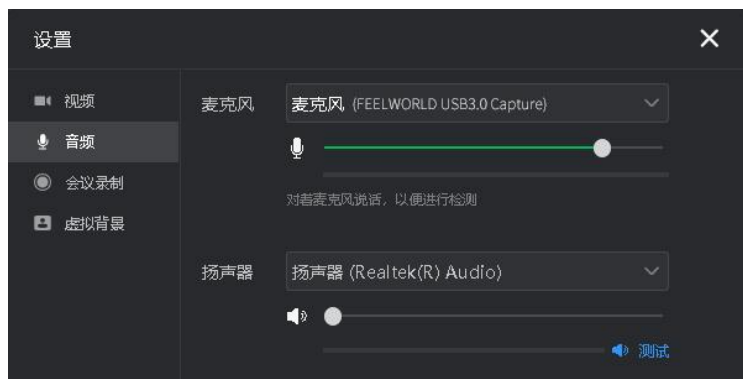 设置
视频
音频
会议录制
虚拟背景
麦克风
麦克风 (FEELWORLD USB3.0 Capture)
对着麦克风说话，以便进行检测
扬声器
扬声器 (Realtek(R) Audio)
测试